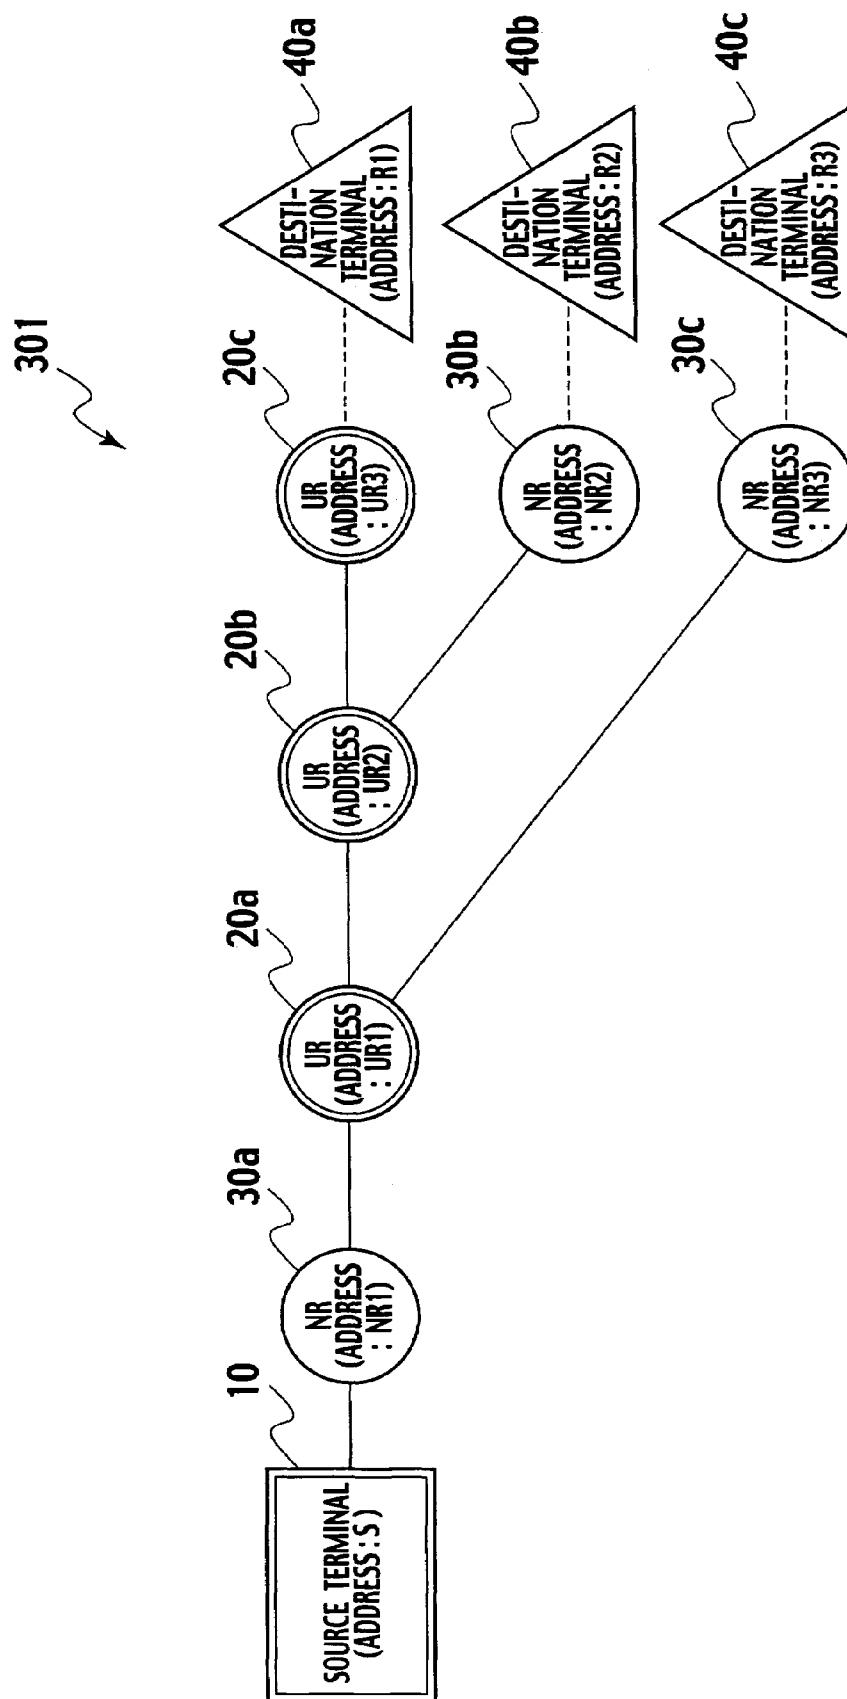 301
10
SOURCE TERMINAL
(ADDRESS:S)
30a
NR
(ADDRESS
: NR1)
20a
UR
(ADDRESS
: UR1)
20b
UR
(ADDRESS
: UR2)
20c
UR
(ADDRESS
: UR3)
40a
DESTI-
NATION
TERMINAL
(ADDRESS:R1)
30b
NR
(ADDRESS
: NR2)
40b
DESTI-
NATION
TERMINAL
(ADDRESS:R2)
30c
NR
(ADDRESS
: NR3)
40c
DESTI-
NATION
TERMINAL
(ADDRESS:R3)